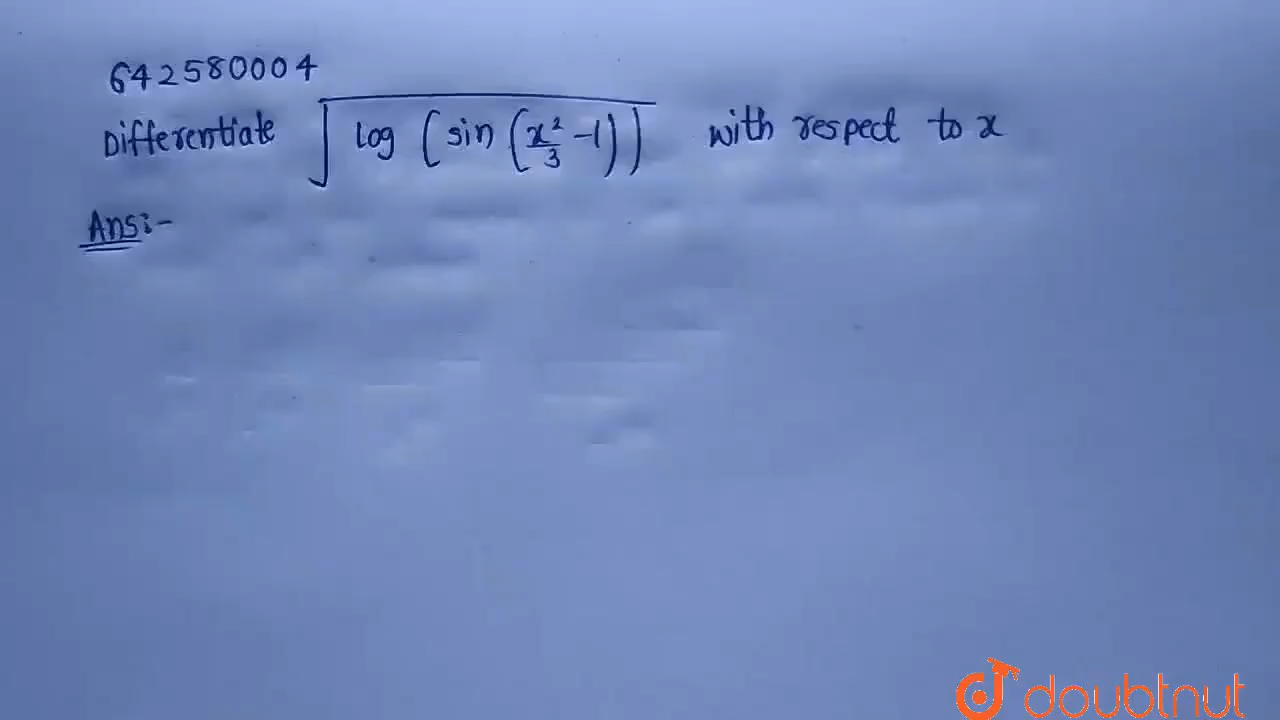 642580004
Differentiate √log (sin (x²/3 -1)) with respect to x
Ans:-
doubtnut